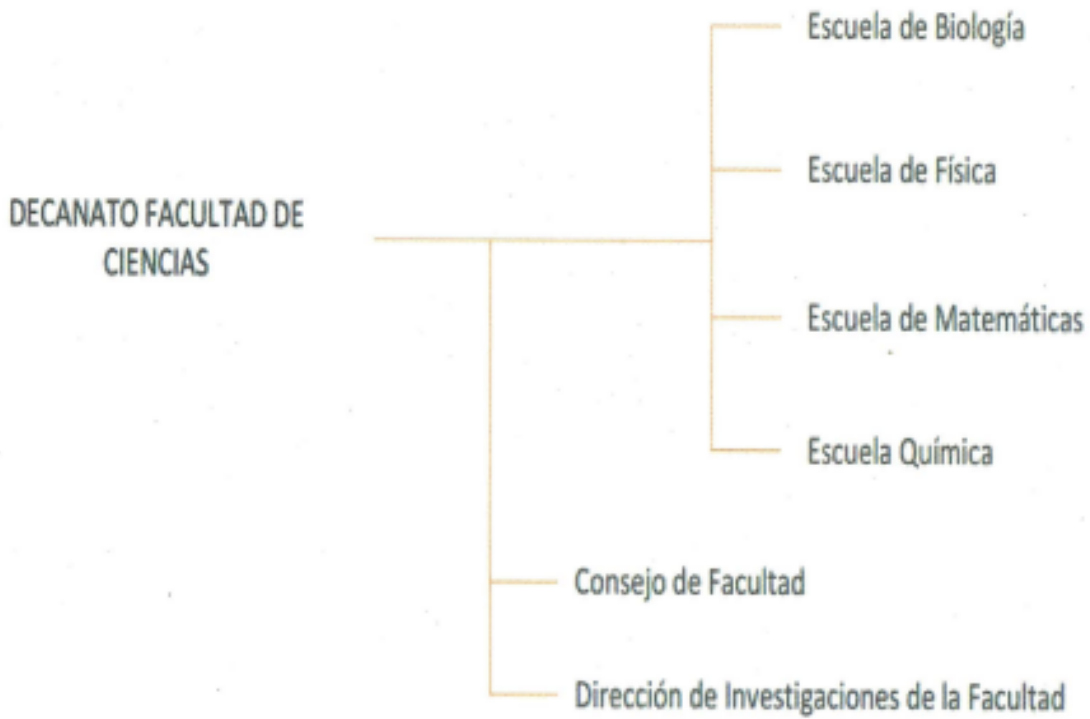 Escuela de Biología
Escuela de Física
DECANATO FACULTAD DE
CIENCIAS
Escuela de Matemáticas
Escuela Química
Consejo de Facultad
Dirección de Investigaciones de la Facultad